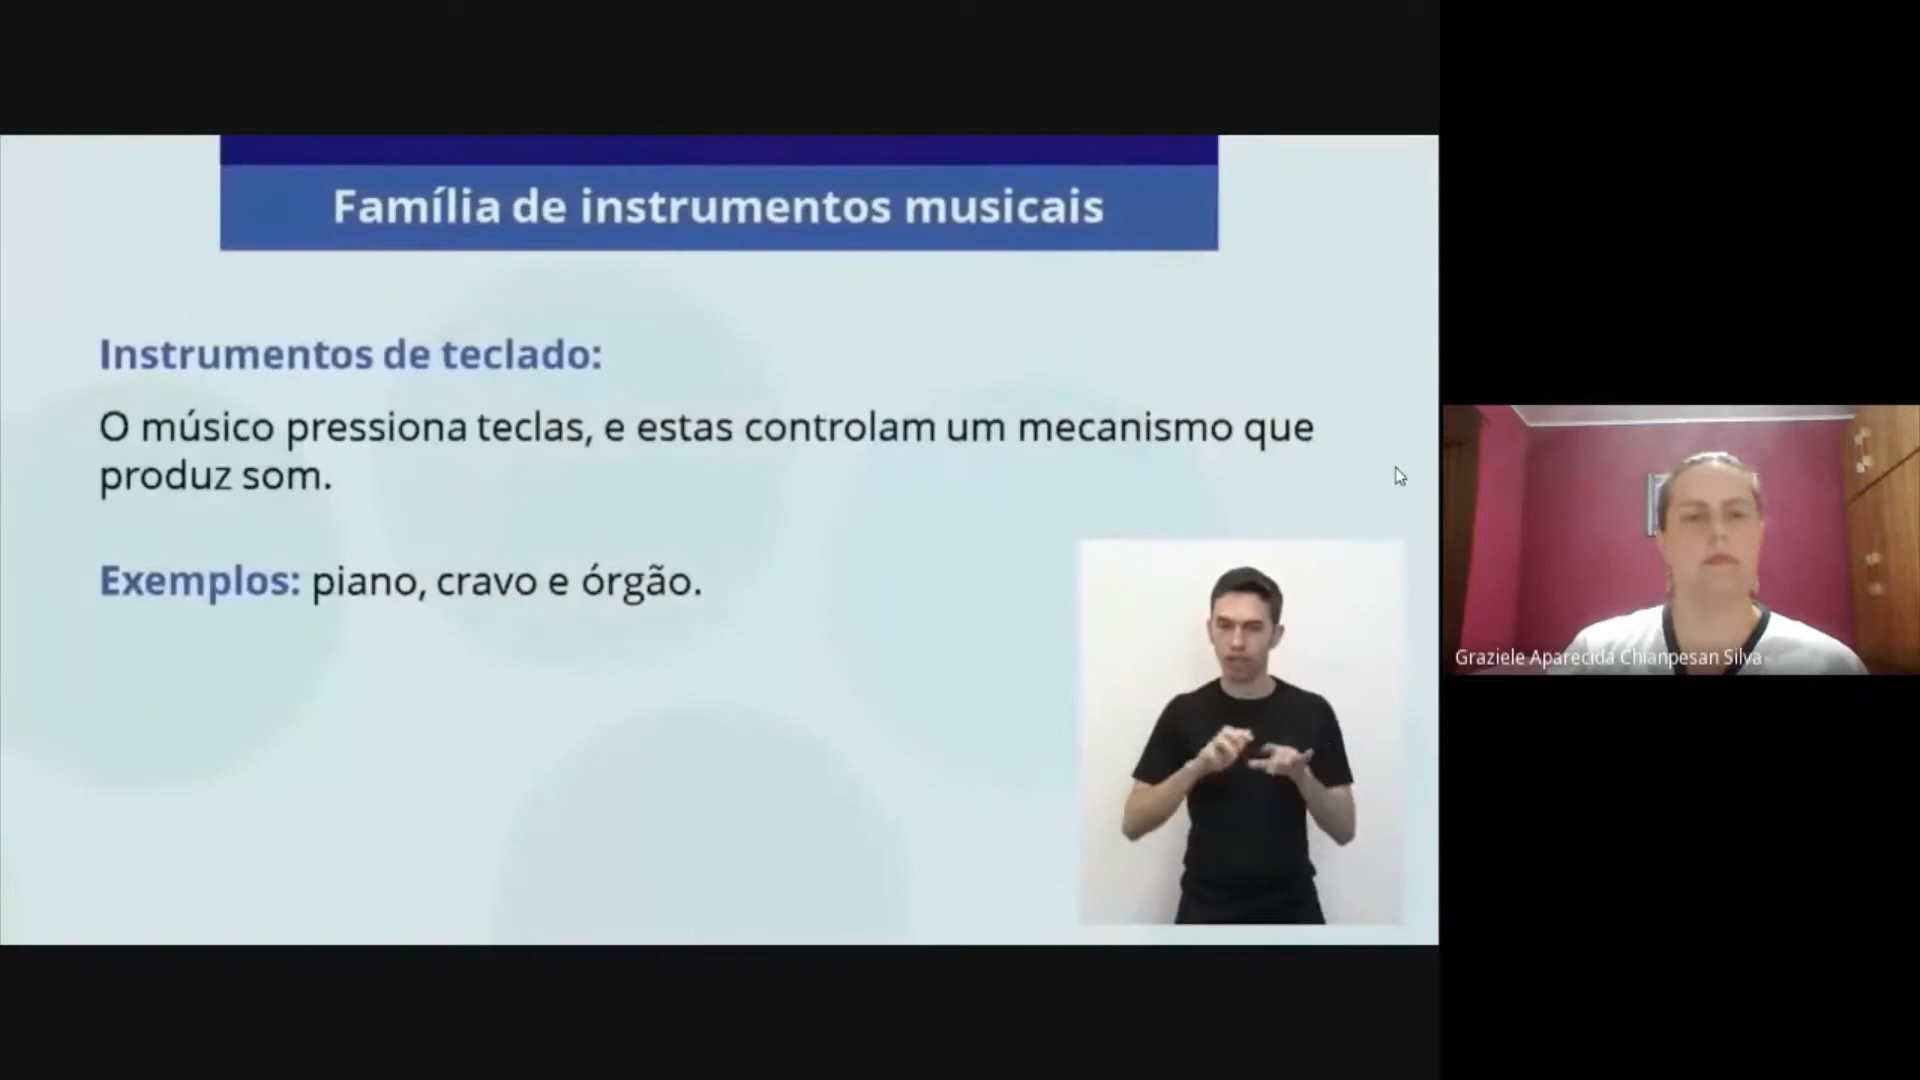 Família de instrumentos musicais
Instrumentos de teclado:
O músico pressiona teclas, e estas controlam um mecanismo que
produz som.
Exemplos: piano, cravo e órgão.
Graziele Aparecida Chianpesan Silva